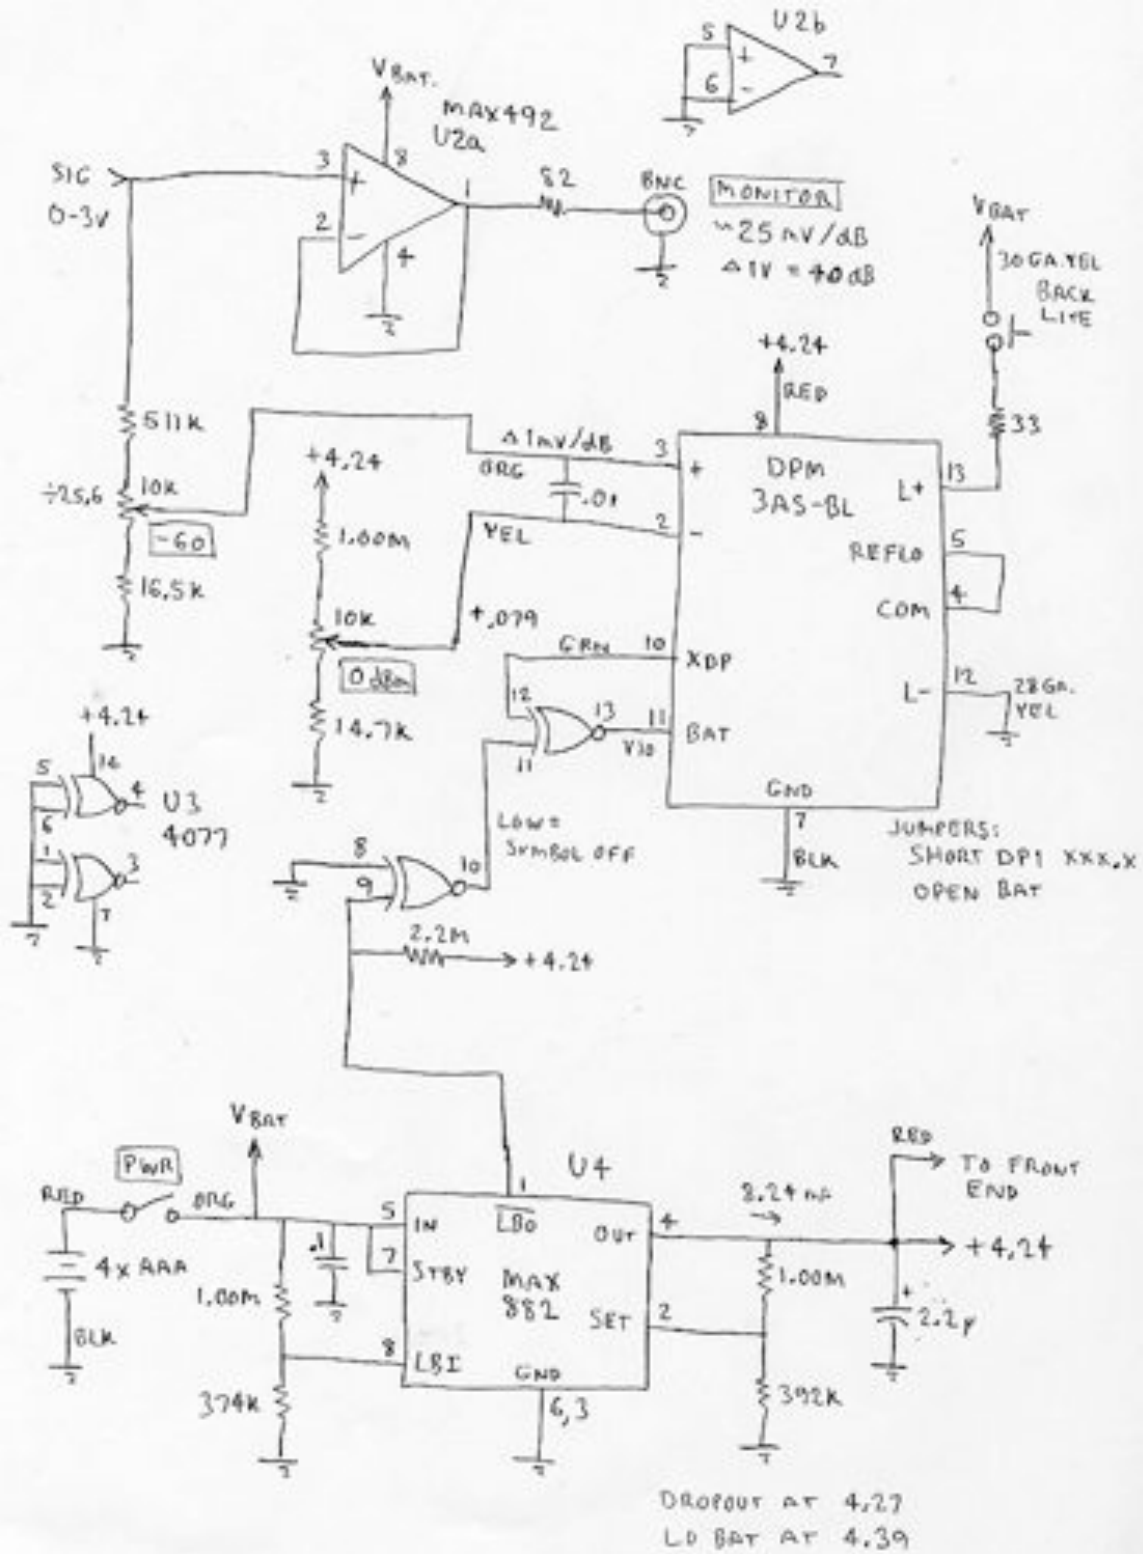 U2b
5
+
7
6
-
VBAT.
MAX492
U2a
8
SIG
3
+
1
82
BNC
MONITOR
0-3V
2
-
4
~25 mV/dB
Δ1V = 40dB
VBAT
30GA.YEL
BACK
LITE
+4.24
RED
8
33
511K
Δ1mV/dB
3
+
DPM
3AS-BL
L+
13
ORG
+4.24
.01
÷25.6
10K
-60
1.00M
YEL
2
-
REFLO
5
COM
4
16.5K
10K
+.079
0 dBm
GRN
10
XDP
12
13
11
BAT
L-
12
28GA.
YEL
14.7K
11
VIO
+4.24
14
5
4
U3
6
4077
1
3
2
7
GND
7
BLK
JUMPERS:
SHORT DP1 XXX.X
OPEN BAT
LOW =
SYMBOL OFF
8
9
10
2.2M
+4.24
VBAT
PWR
RED
ORG
4x AAA
BLK
U4
1
LBO
5
IN
7
STBY
8
LBI
MAX
882
OUT
4
SET
2
GND
6,3
.1
1.00M
374K
8.24 mA
RED
TO FRONT
END
+4.24
1.00M
+
2.2µ
392K
DROPOUT AT 4.27
LO BAT AT 4.39